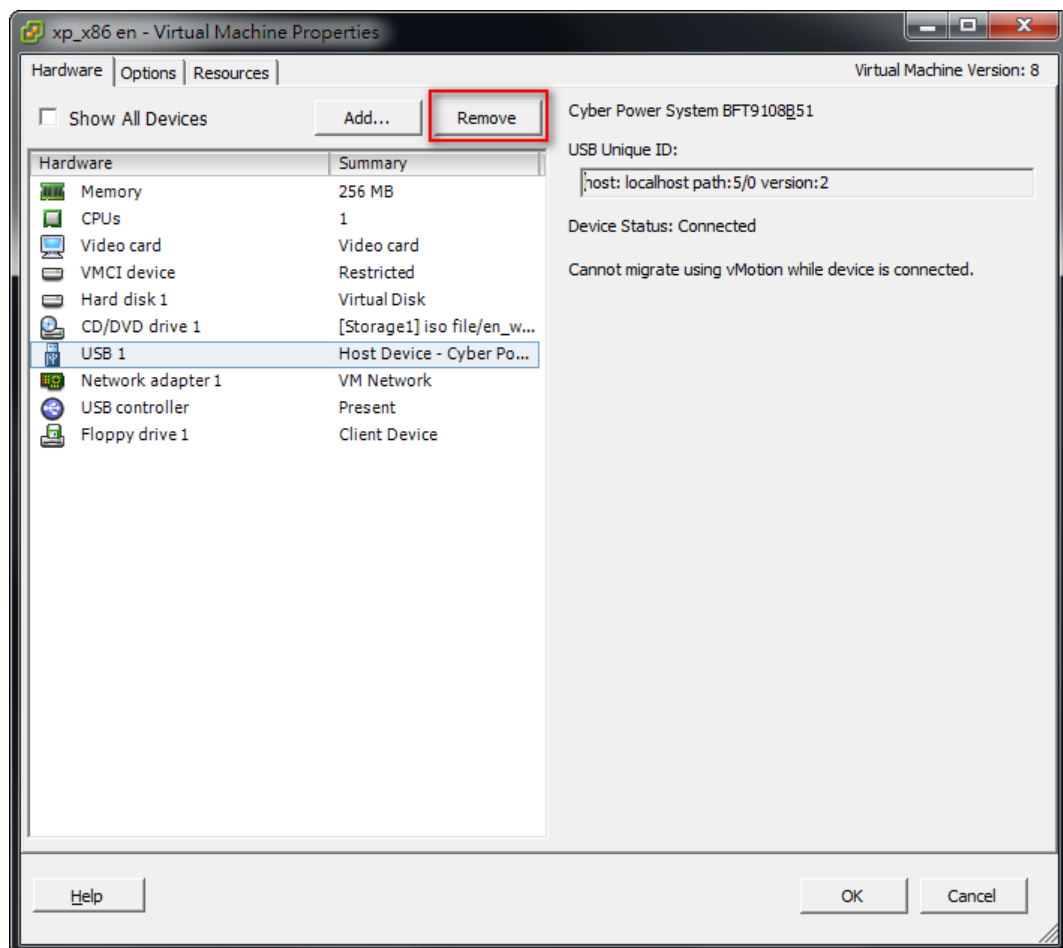 xp_x86 en - Virtual Machine Properties
Hardware Options Resources Virtual Machine Version: 8
Show All Devices Add... Remove
Hardware Summary
Memory 256 MB
CPUs 1
Video card Video card
VMCI device Restricted
Hard disk 1 Virtual Disk
CD/DVD drive 1 [Storage1] iso file/en_w...
USB 1 Host Device - Cyber Po...
Network adapter 1 VM Network
USB controller Present
Floppy drive 1 Client Device
Cyber Power System BFT9108B51
USB Unique ID:
host: localhost path:5/0 version:2
Device Status: Connected
Cannot migrate using vMotion while device is connected.
Help OK Cancel